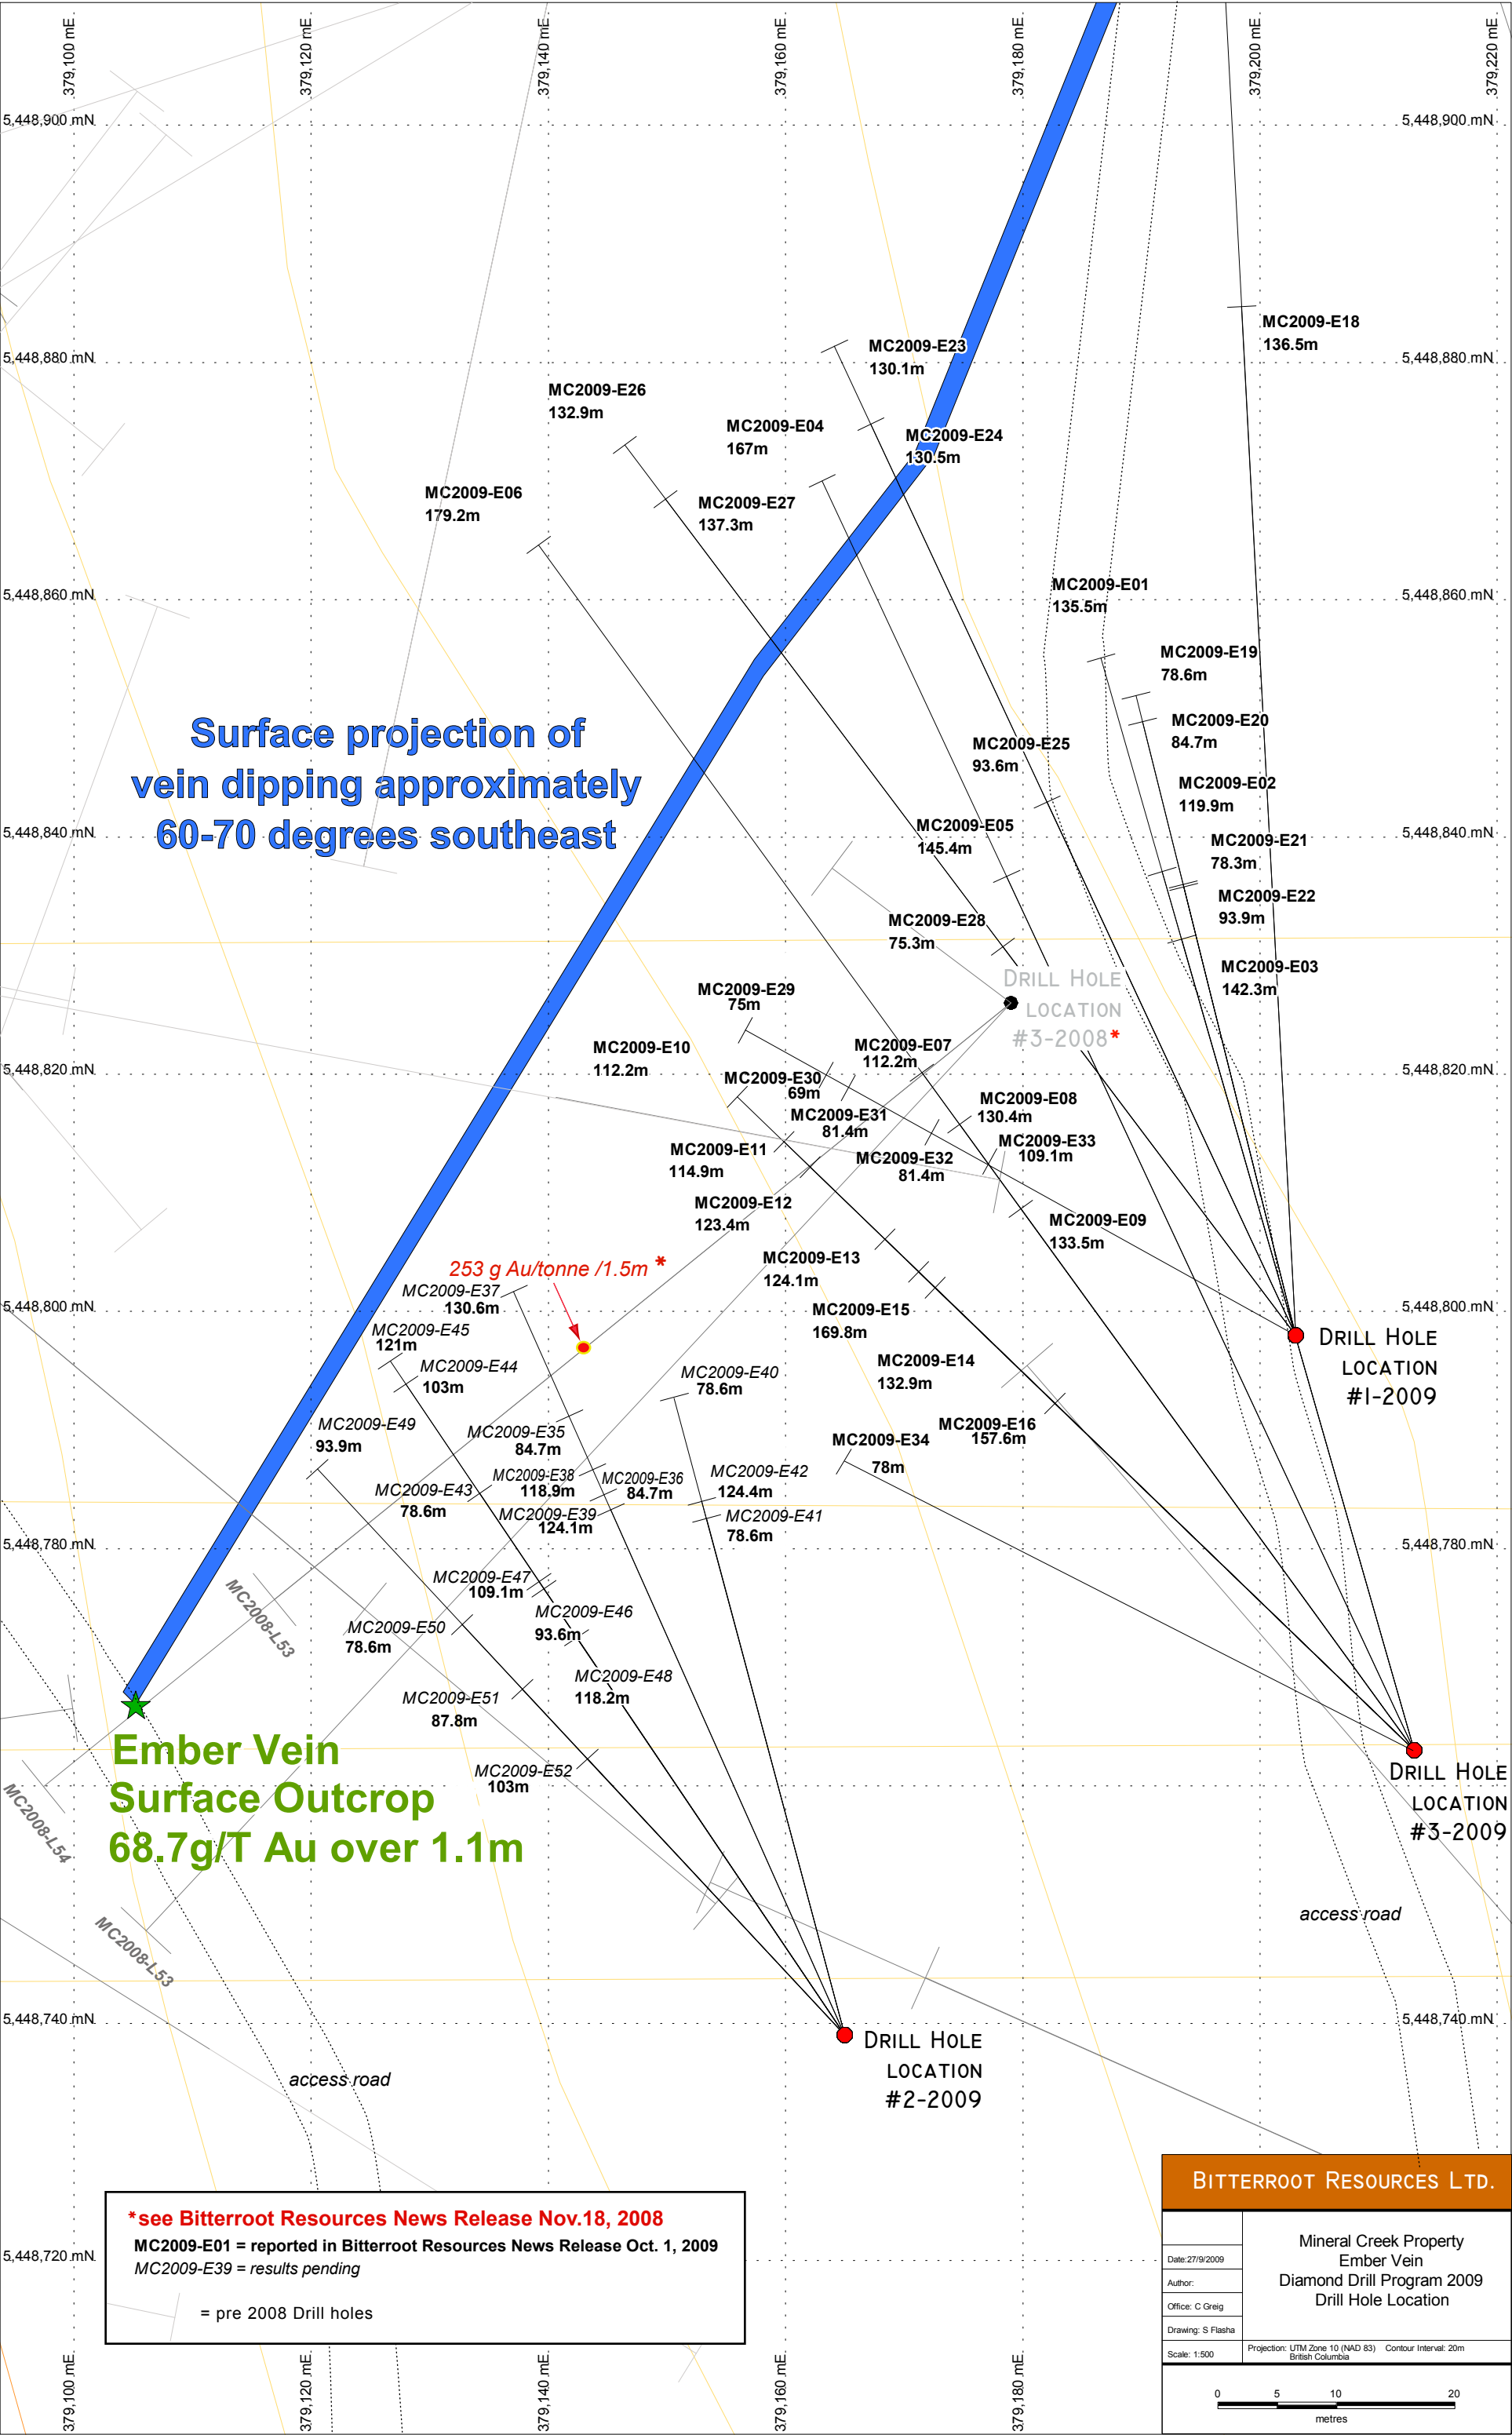 379,100 mE
379,120 mE
379,140 mE
379,160 mE
379,180 mE
379,200 mE
379,220 mE
5,448,900 mN
5,448,900 mN
MC2009-E18
136.5m
MC2009-E23
130.1m
5,448,880 mN
5,448,880 mN
MC2009-E26
132.9m
MC2009-E04
167m
MC2009-E24
130.5m
MC2009-E06
179.2m
MC2009-E27
137.3m
MC2009-E01
135.5m
5,448,860 mN
5,448,860 mN
MC2009-E19
78.6m
MC2009-E20
84.7m
Surface projection of
vein dipping approximately
60-70 degrees southeast
MC2009-E25
93.6m
MC2009-E02
119.9m
5,448,840 mN
5,448,840 mN
MC2009-E05
145.4m
MC2009-E21
78.3m
MC2009-E22
93.9m
MC2009-E28
75.3m
MC2009-E03
142.3m
Drill Hole
location
#3-2008*
MC2009-E29
75m
MC2009-E10
112.2m
MC2009-E07
112.2m
5,448,820 mN
5,448,820 mN
MC2009-E30
69m
MC2009-E08
130.4m
MC2009-E31
81.4m
MC2009-E33
109.1m
MC2009-E11
114.9m
MC2009-E32
81.4m
MC2009-E12
123.4m
MC2009-E09
133.5m
MC2009-E13
124.1m
253 g Au/tonne /1.5m *
MC2009-E37
130.6m
5,448,800 mN
5,448,800 mN
MC2009-E15
169.8m
Drill Hole
location
#1-2009
MC2009-E45
121m
MC2009-E44
103m
MC2009-E40
78.6m
MC2009-E14
132.9m
MC2009-E49
93.9m
MC2009-E35
84.7m
MC2009-E16
157.6m
MC2009-E34
78m
MC2009-E38
118.9m
MC2009-E36
84.7m
MC2009-E42
124.4m
MC2009-E43
78.6m
MC2009-E39
124.1m
MC2009-E41
78.6m
5,448,780 mN
5,448,780 mN
MC2009-E47
109.1m
MC2008-L53
MC2009-E46
93.6m
MC2009-E50
78.6m
MC2009-E48
118.2m
MC2009-E51
87.8m
Ember Vein
Surface Outcrop
68.7g/T Au over 1.1m
MC2009-E52
103m
Drill Hole
location
#3-2009
MC2008-L54
MC2008-L53
access road
5,448,740 mN
5,448,740 mN
Drill Hole
location
#2-2009
access road
*see Bitterroot Resources News Release Nov.18, 2008
MC2009-E01 = reported in Bitterroot Resources News Release Oct. 1, 2009
MC2009-E39 = results pending
= pre 2008 Drill holes
5,448,720 mN
379,100 mE
379,120 mE
379,140 mE
379,160 mE
379,180 mE
Bitterroot Resources Ltd.
Mineral Creek Property
Ember Vein
Diamond Drill Program 2009
Drill Hole Location
Date:27/9/2009
Author:
Office: C Greig
Drawing: S Flasha
Scale: 1:500
Projection: UTM Zone 10 (NAD 83) Contour Interval: 20m
British Columbia
0 5 10 20
metres